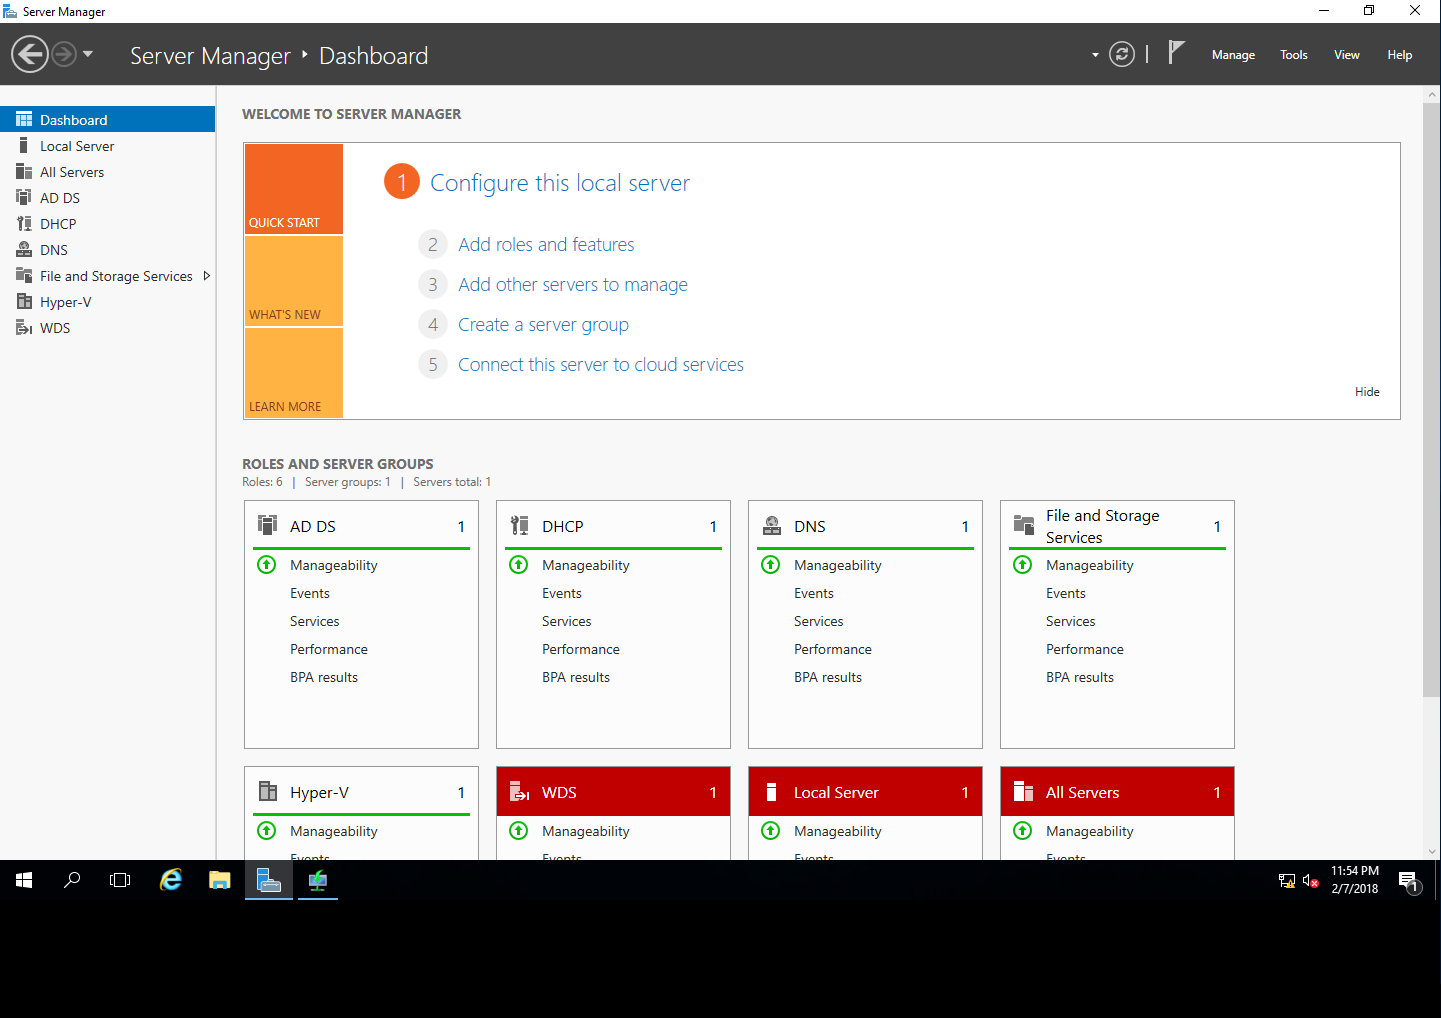 Server Manager
Server Manager ‣ Dashboard
Manage Tools View Help
Dashboard
Local Server
All Servers
AD DS
DHCP
DNS
File and Storage Services
Hyper-V
WDS
WELCOME TO SERVER MANAGER
QUICK START
WHAT'S NEW
LEARN MORE
1 Configure this local server
2 Add roles and features
3 Add other servers to manage
4 Create a server group
5 Connect this server to cloud services
Hide
ROLES AND SERVER GROUPS
Roles: 6 | Server groups: 1 | Servers total: 1
AD DS 1
Manageability
Events
Services
Performance
BPA results
DHCP 1
Manageability
Events
Services
Performance
BPA results
DNS 1
Manageability
Events
Services
Performance
BPA results
File and Storage
Services 1
Manageability
Events
Services
Performance
BPA results
Hyper-V 1
Manageability
Events
WDS 1
Manageability
Events
Local Server 1
Manageability
Events
All Servers 1
Manageability
Events
11:54 PM
2/7/2018
1